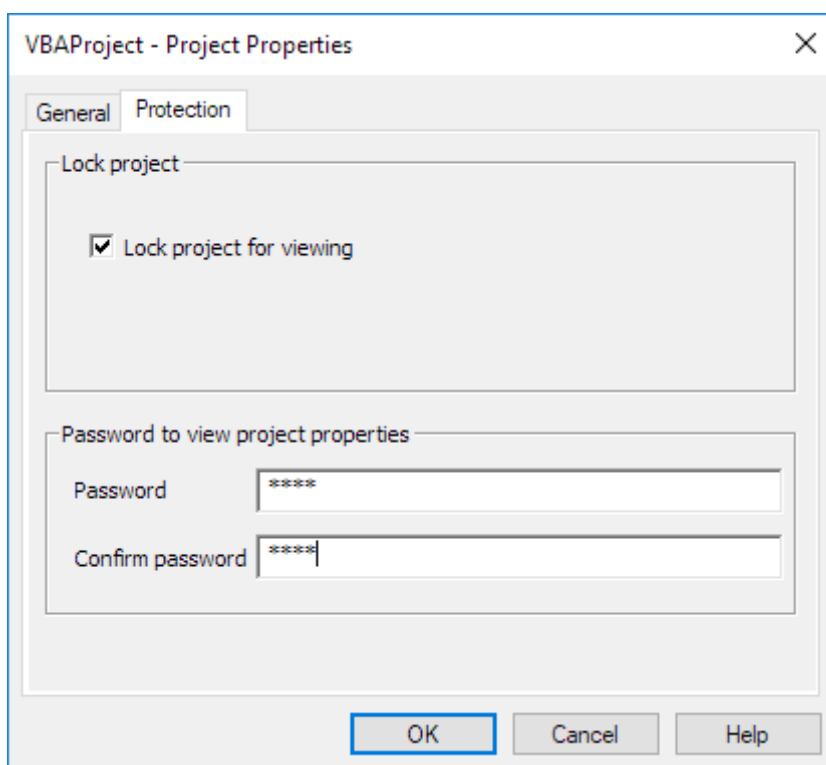 VBAProject - Project Properties
General Protection
Lock project
Lock project for viewing
Password to view project properties
Password ****
Confirm password ****
OK Cancel Help